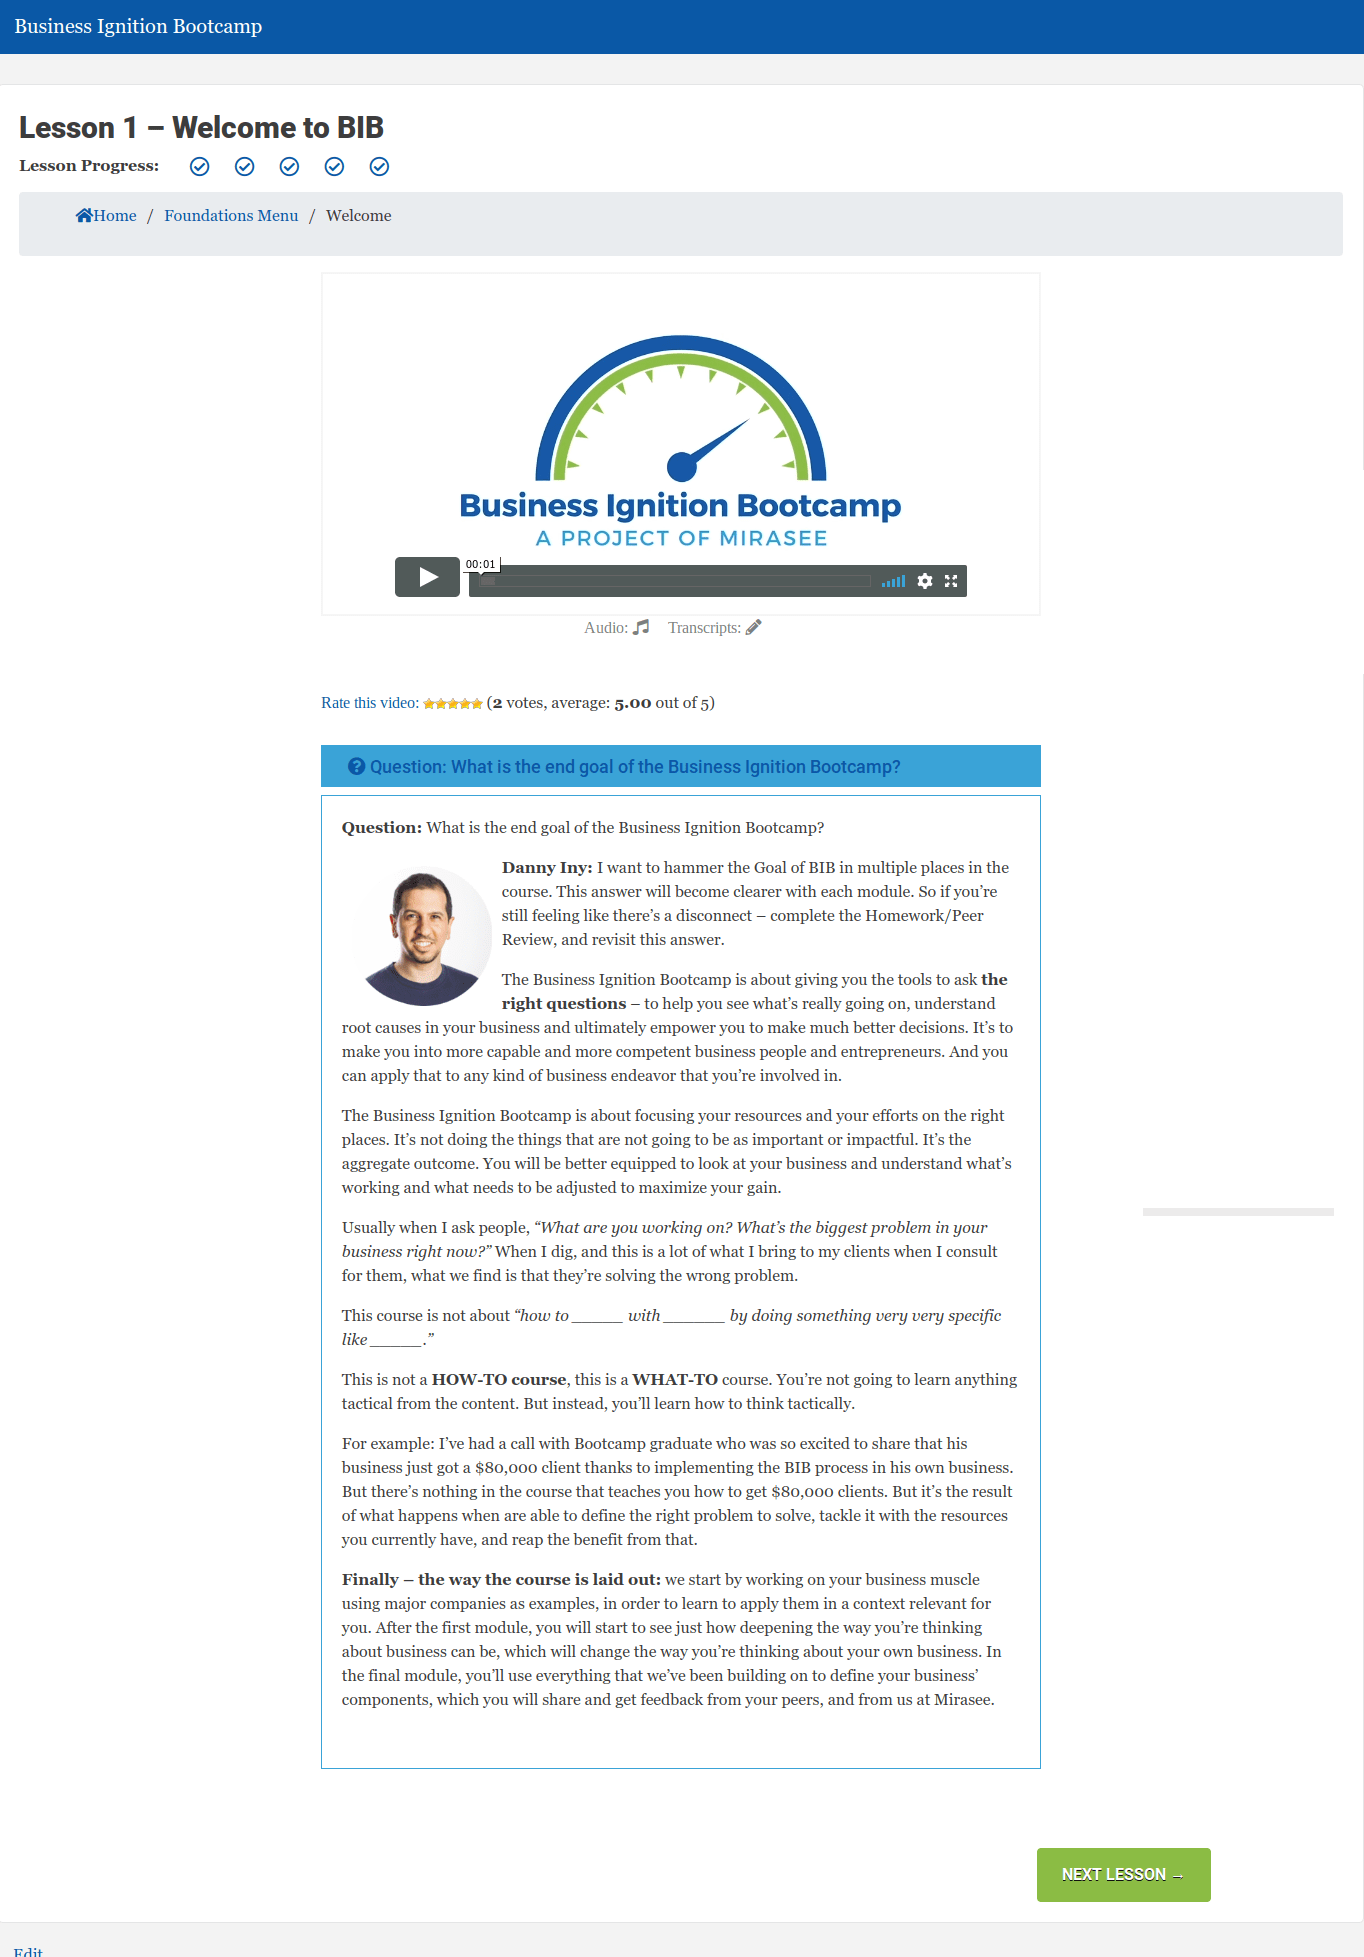 Business Ignition Bootcamp
Lesson 1 – Welcome to BIB
Lesson Progress:
Home / Foundations Menu / Welcome
Business Ignition Bootcamp
A PROJECT OF MIRASEE
00:01
Audio: Transcripts:
Rate this video: (2 votes, average: 5.00 out of 5)
Question: What is the end goal of the Business Ignition Bootcamp?
Question: What is the end goal of the Business Ignition Bootcamp?
Danny Iny: I want to hammer the Goal of BIB in multiple places in the
course. This answer will become clearer with each module. So if you’re
still feeling like there’s a disconnect – complete the Homework/Peer
Review, and revisit this answer.
The Business Ignition Bootcamp is about giving you the tools to ask the
right questions – to help you see what’s really going on, understand
root causes in your business and ultimately empower you to make much better decisions. It’s to
make you into more capable and more competent business people and entrepreneurs. And you
can apply that to any kind of business endeavor that you’re involved in.
The Business Ignition Bootcamp is about focusing your resources and your efforts on the right
places. It’s not doing the things that are not going to be as important or impactful. It’s the
aggregate outcome. You will be better equipped to look at your business and understand what’s
working and what needs to be adjusted to maximize your gain.
Usually when I ask people, “What are you working on? What’s the biggest problem in your
business right now?” When I dig, and this is a lot of what I bring to my clients when I consult
for them, what we find is that they’re solving the wrong problem.
This course is not about “how to _____ with ______ by doing something very very specific
like _____.”
This is not a HOW-TO course, this is a WHAT-TO course. You’re not going to learn anything
tactical from the content. But instead, you’ll learn how to think tactically.
For example: I’ve had a call with Bootcamp graduate who was so excited to share that his
business just got a $80,000 client thanks to implementing the BIB process in his own business.
But there’s nothing in the course that teaches you how to get $80,000 clients. But it’s the result
of what happens when are able to define the right problem to solve, tackle it with the resources
you currently have, and reap the benefit from that.
Finally – the way the course is laid out: we start by working on your business muscle
using major companies as examples, in order to learn to apply them in a context relevant for
you. After the first module, you will start to see just how deepening the way you’re thinking
about business can be, which will change the way you’re thinking about your own business. In
the final module, you’ll use everything that we’ve been building on to define your business’
components, which you will share and get feedback from your peers, and from us at Mirasee.
NEXT LESSON →
Edit